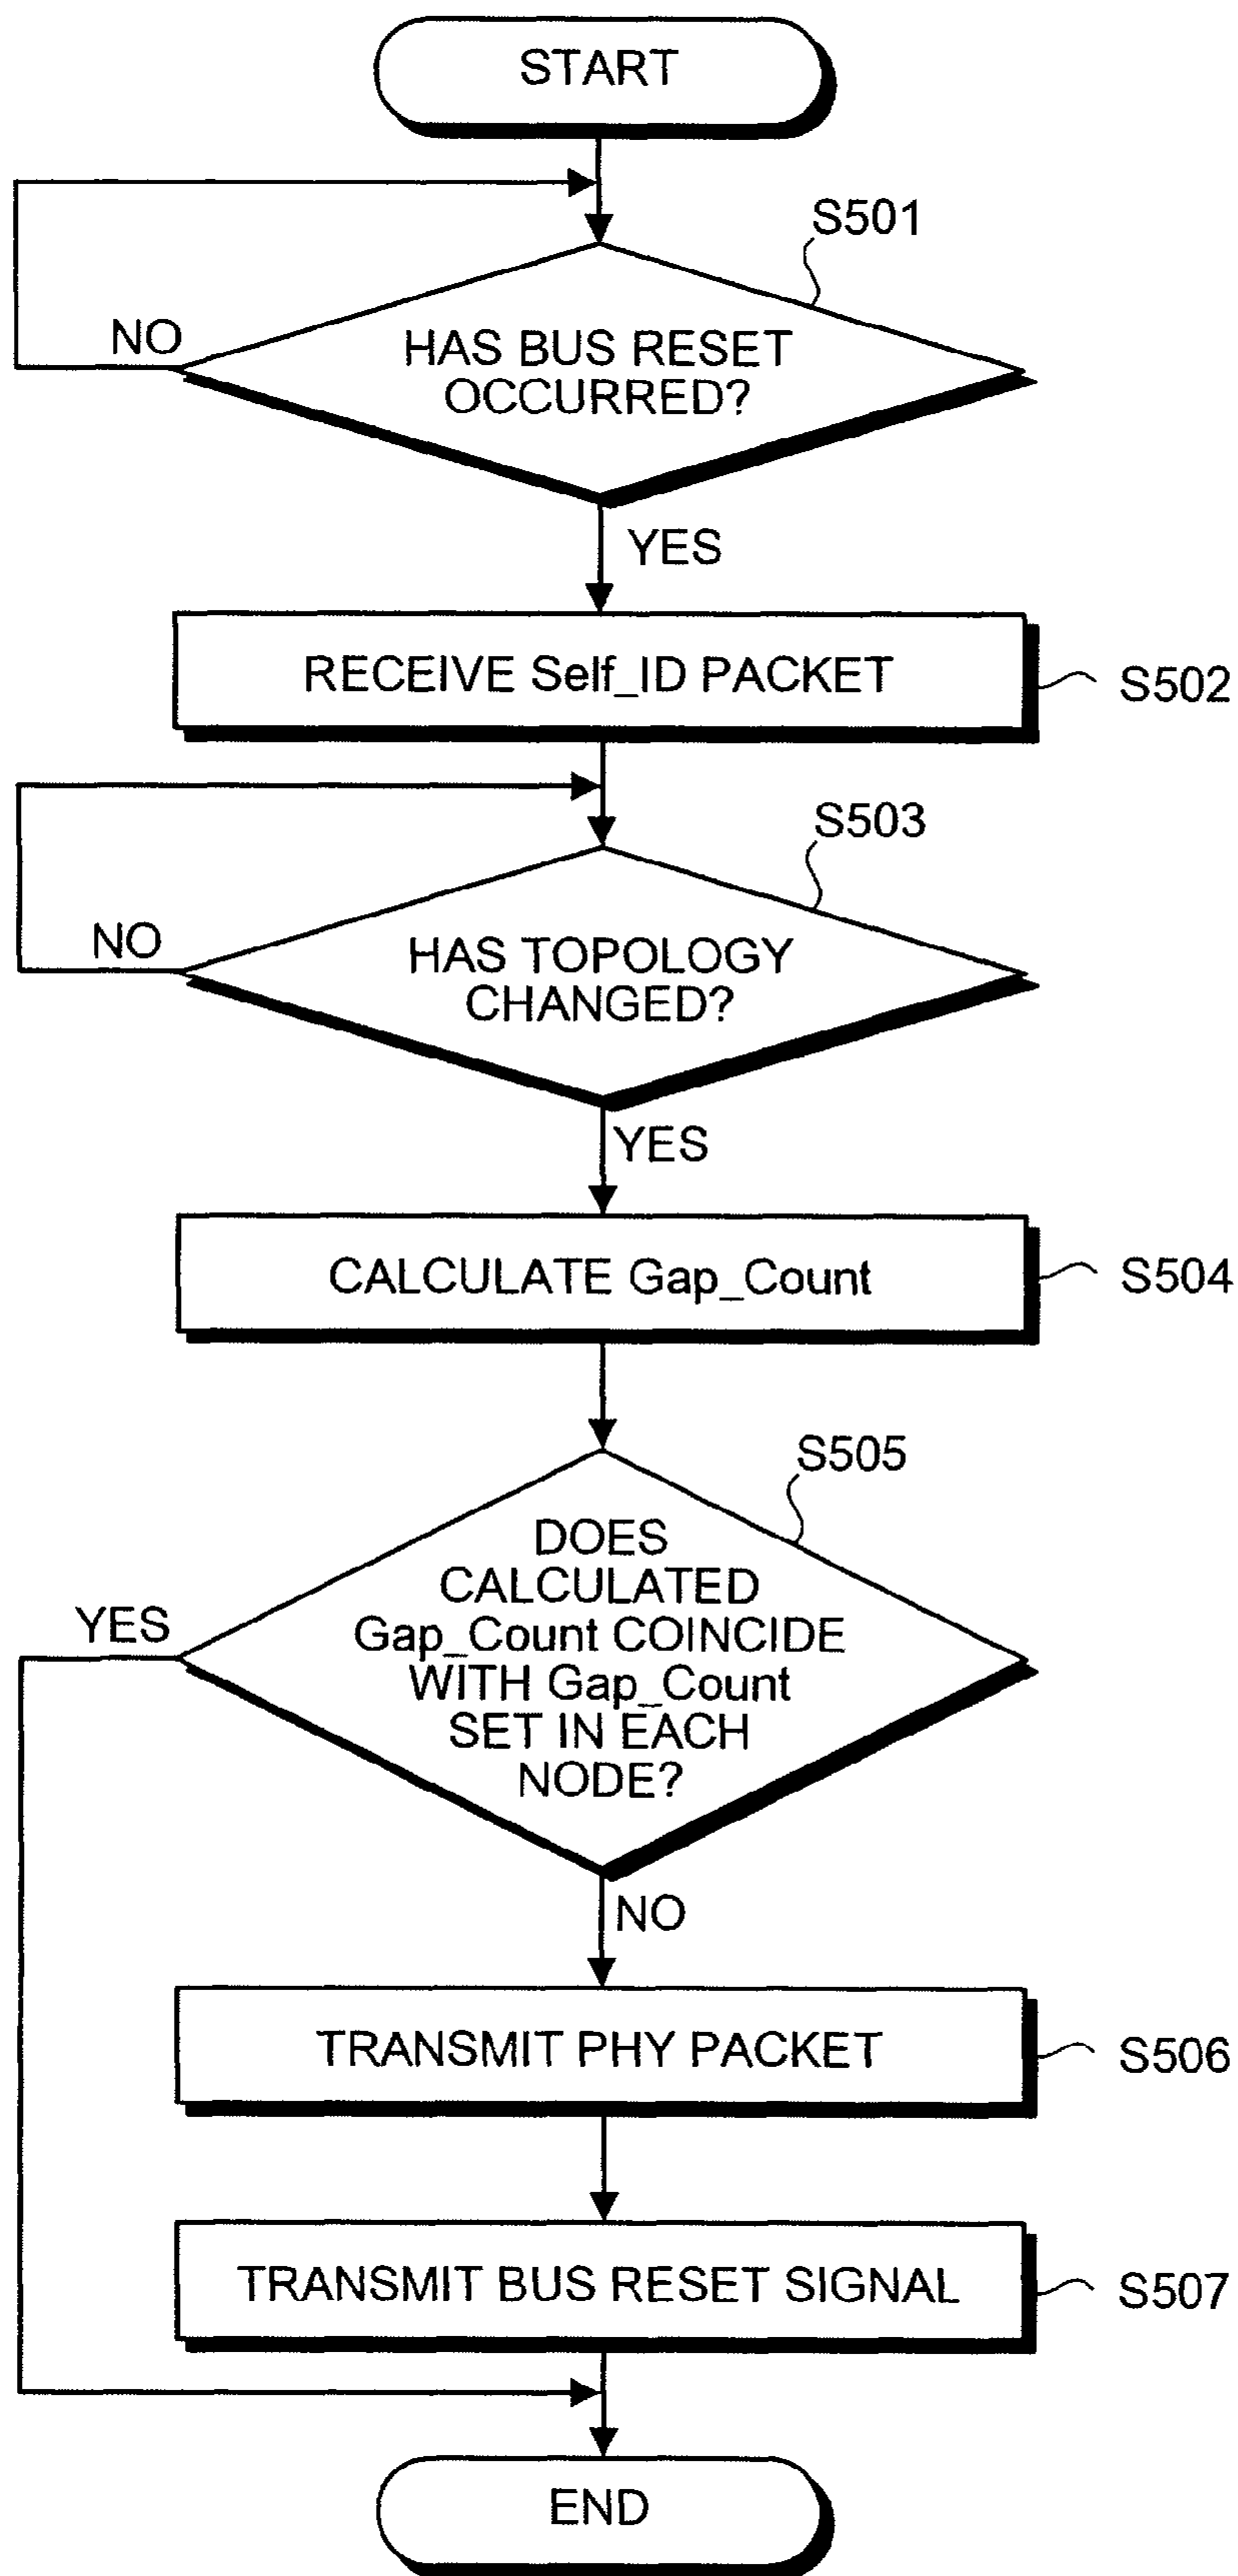 START
S501
NO
HAS BUS RESET
OCCURRED?
YES
RECEIVE Self_ID PACKET
S502
S503
NO
HAS TOPOLOGY
CHANGED?
YES
CALCULATE Gap_Count
S504
S505
DOES
CALCULATED
YES
Gap_Count COINCIDE
WITH Gap_Count
SET IN EACH
NODE?
NO
TRANSMIT PHY PACKET
S506
TRANSMIT BUS RESET SIGNAL
S507
END